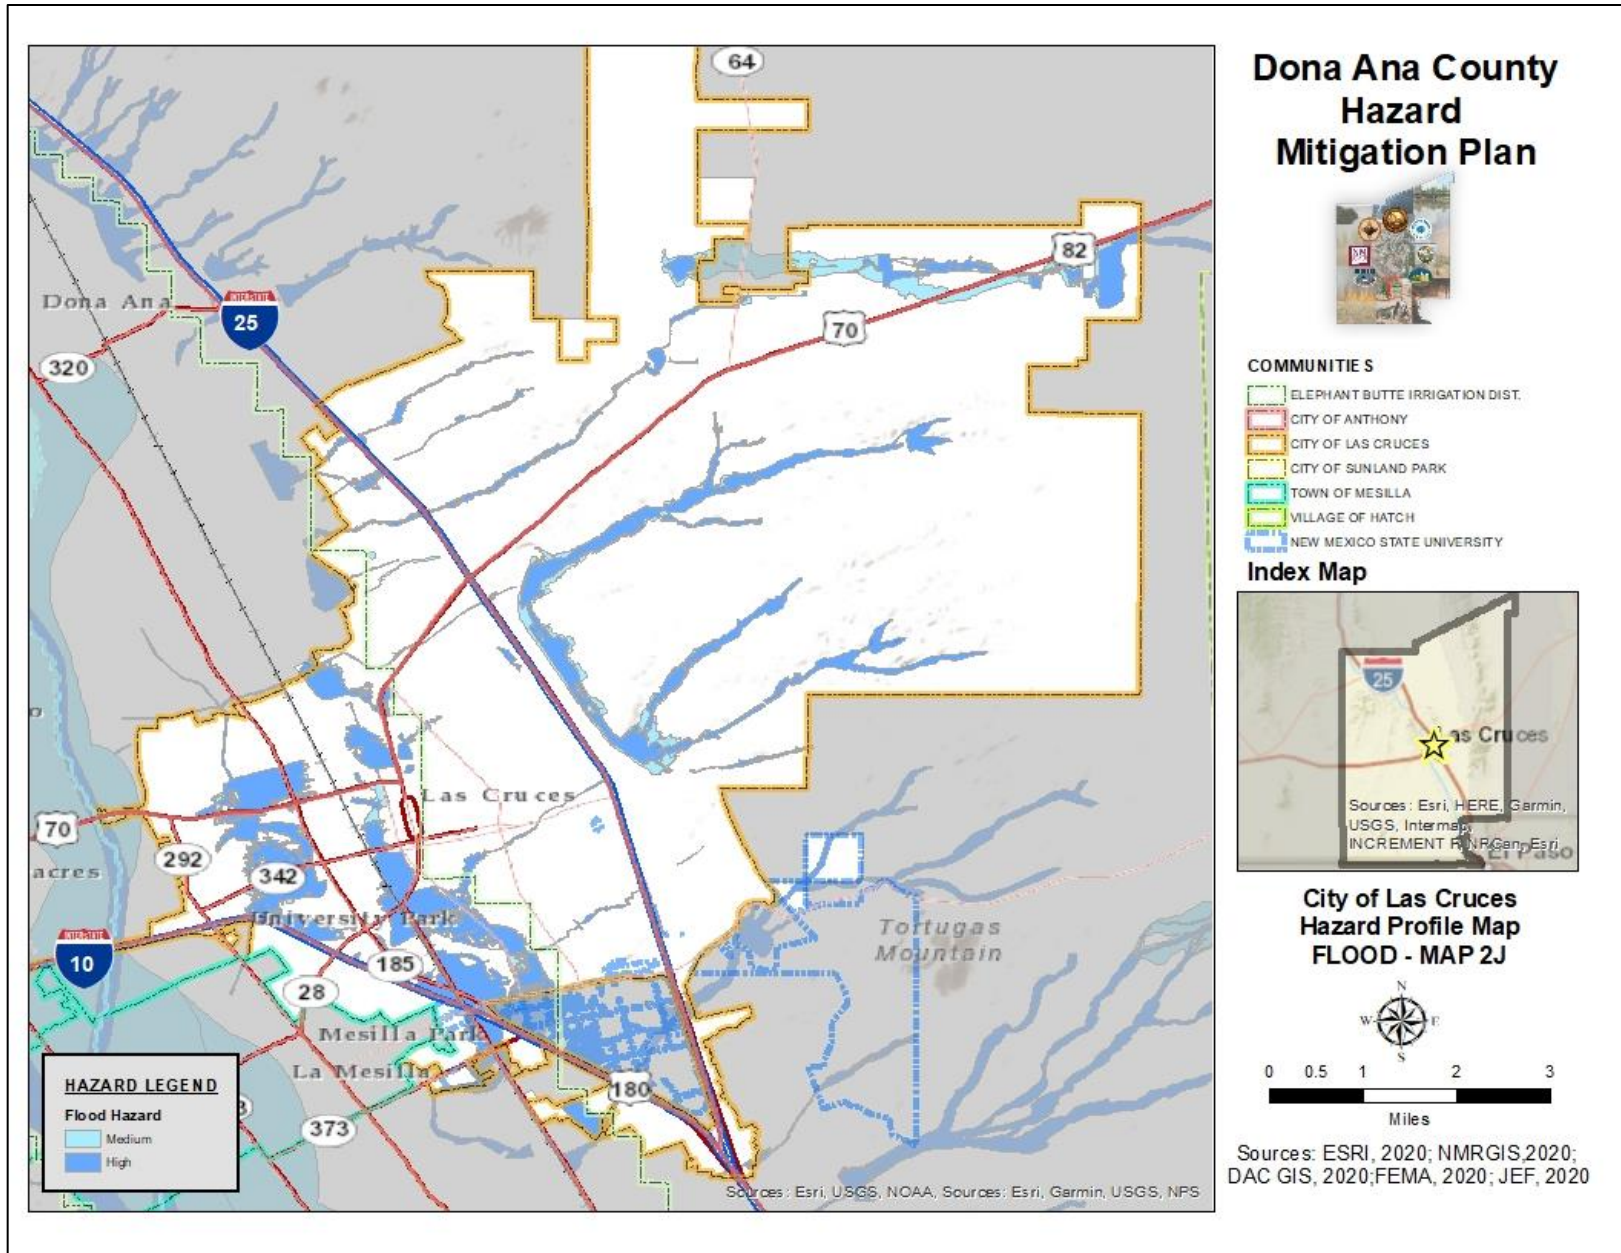 Dona Ana County
Hazard
Mitigation Plan
COMMUNITIES
ELEPHANT BUTTE IRRIGATION DIST.
CITY OF ANTHONY
CITY OF LAS CRUCES
CITY OF SUNLAND PARK
TOWN OF MESILLA
VILLAGE OF HATCH
NEW MEXICO STATE UNIVERSITY
Index Map
25
Las Cruces
Sources: Esri, HERE, Garmin,
USGS, Intermap,
INCREMENT P, NRCan, Esri
El Paso
City of Las Cruces
Hazard Profile Map
FLOOD - MAP 2J
N
W E
S
0 0.5 1 2 3
Miles
Sources: ESRI, 2020; NMRGIS,2020;
DAC GIS, 2020;FEMA, 2020; JEF, 2020
64
82
Dona Ana
INTERSTATE
25
70
320
o
Las Cruces
70
292
acres
342
University Park
Tortugas
Mountain
INTERSTATE
10
185
28
Mesilla Park
La Mesilla
180
373
HAZARD LEGEND
Flood Hazard
Medium
High
Sources: Esri, USGS, NOAA, Sources: Esri, Garmin, USGS, NPS